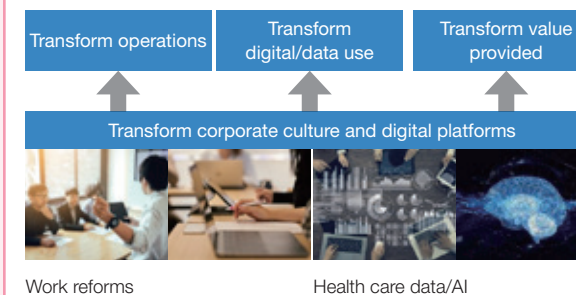 Transform operations
Transform
digital/data use
Transform value
provided
Transform corporate culture and digital platforms
Work reforms
Health care data/AI